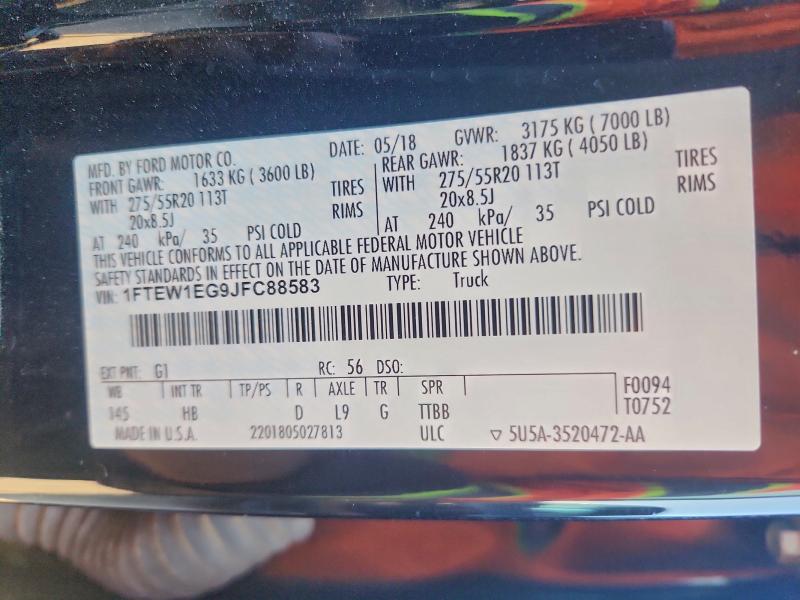 MFD. BY FORD MOTOR CO. DATE: 05/18 GVWR: 3175 KG ( 7000 LB)
FRONT GAWR: 1633 KG ( 3600 LB) REAR GAWR: 1837 KG ( 4050 LB)
WITH 275/55R20 113T TIRES WITH 275/55R20 113T TIRES
20x8.5J RIMS 20x8.5J RIMS
AT 240 kPa/ 35 PSI COLD AT 240 kPa/ 35 PSI COLD
THIS VEHICLE CONFORMS TO ALL APPLICABLE FEDERAL MOTOR VEHICLE
SAFETY STANDARDS IN EFFECT ON THE DATE OF MANUFACTURE SHOWN ABOVE.
VIN: 1FTEW1EG9JFC88583 TYPE: Truck
EXT PNT: G1 RC: 56 DSO:
WB INT TR TP/PS R AXLE TR SPR F0094
145 HB D L9 G TTBB T0752
MADE IN U.S.A. 2201805027813 ULC ▽ 5U5A-3520472-AA